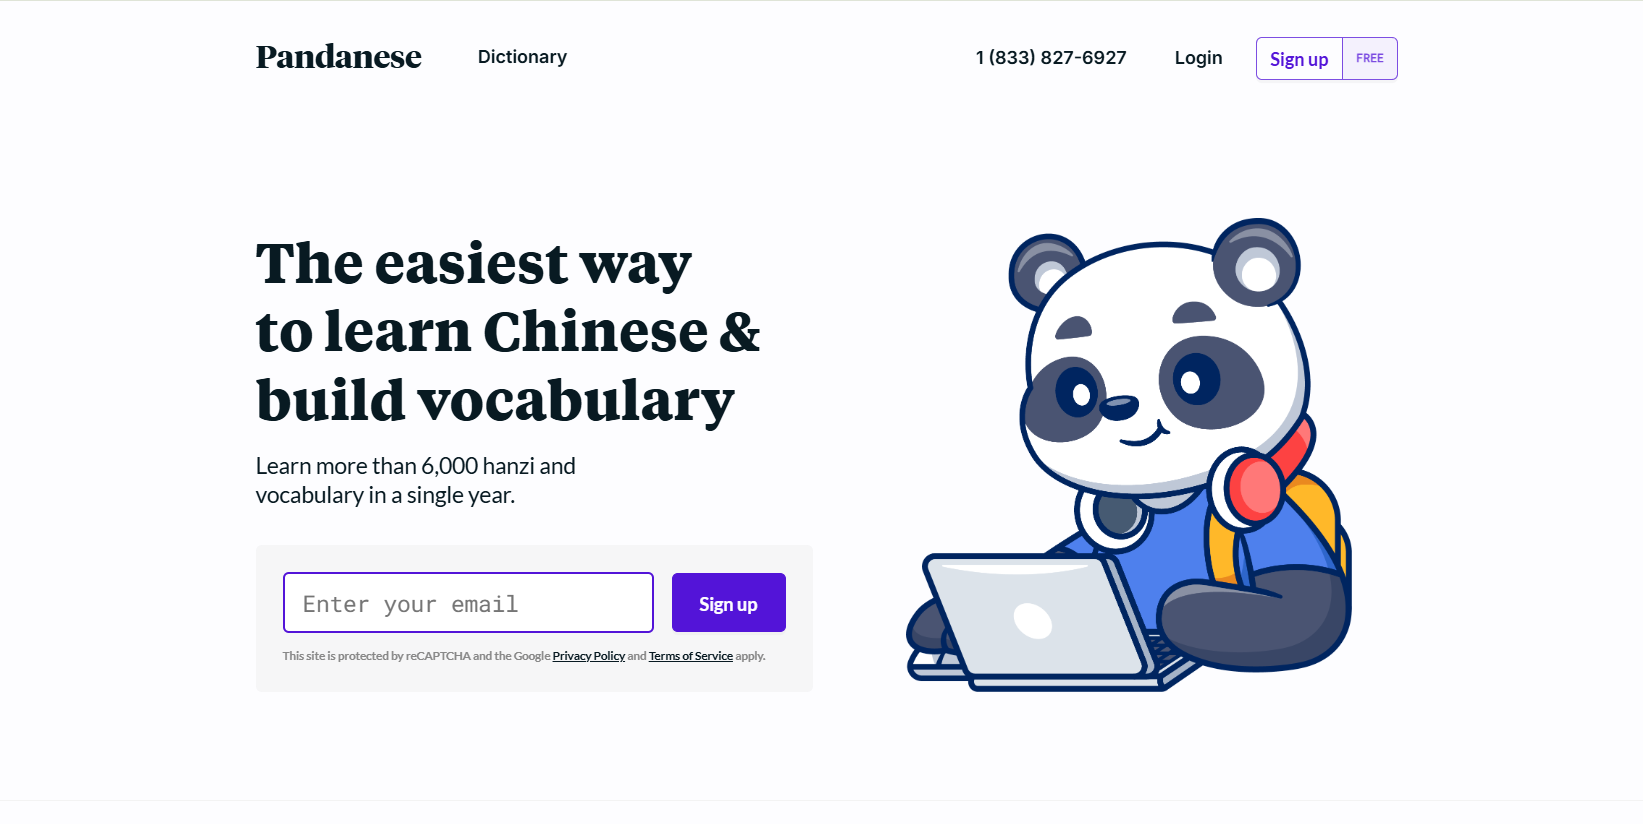 Pandanese
Dictionary
1 (833) 827-6927
Login
Sign up
FREE
The easiest way
to learn Chinese &
build vocabulary
Learn more than 6,000 hanzi and
vocabulary in a single year.
Enter your email
Sign up
This site is protected by reCAPTCHA and the Google Privacy Policy and Terms of Service apply.